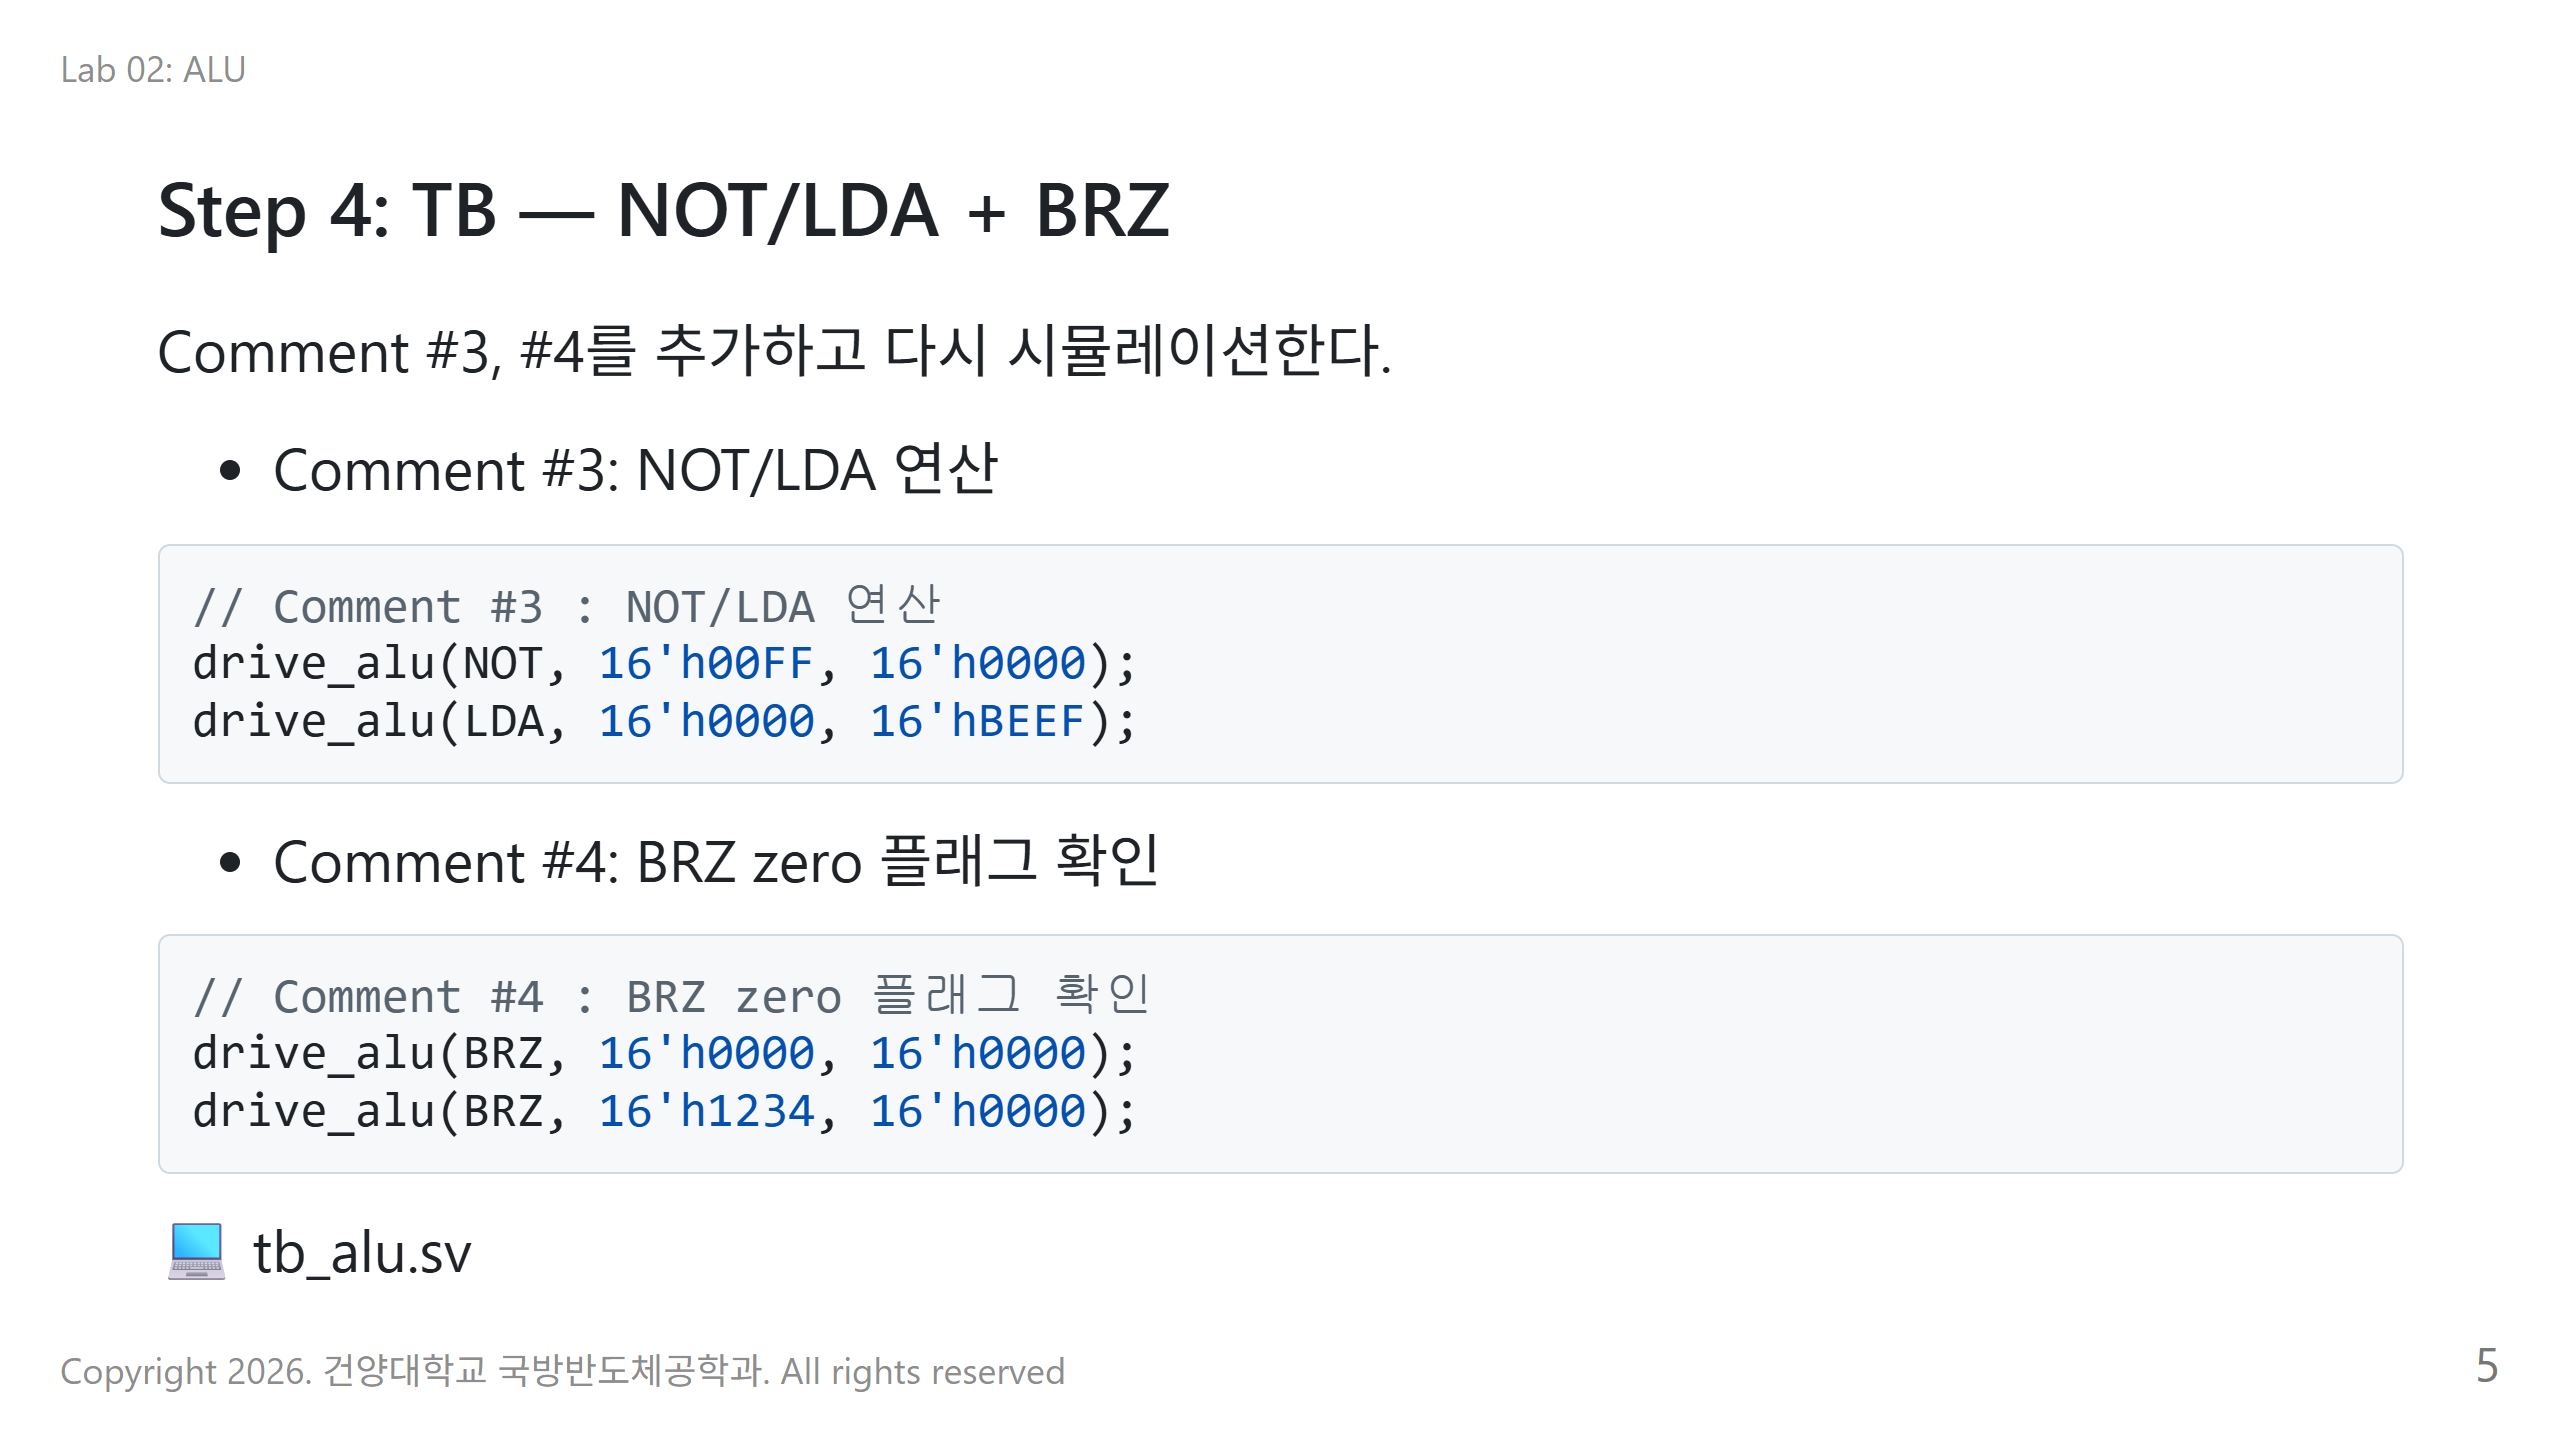 Lab 02: ALU
Step 4: TB — NOT/LDA + BRZ
Comment #3, #4를 추가하고 다시 시뮬레이션한다.
• Comment #3: NOT/LDA 연산
// Comment #3 : NOT/LDA 연산
drive_alu(NOT, 16'h00FF, 16'h0000);
drive_alu(LDA, 16'h0000, 16'hBEEF);
• Comment #4: BRZ zero 플래그 확인
// Comment #4 : BRZ zero 플래그 확인
drive_alu(BRZ, 16'h0000, 16'h0000);
drive_alu(BRZ, 16'h1234, 16'h0000);
💻 tb_alu.sv
Copyright 2026. 건양대학교 국방반도체공학과. All rights reserved
5